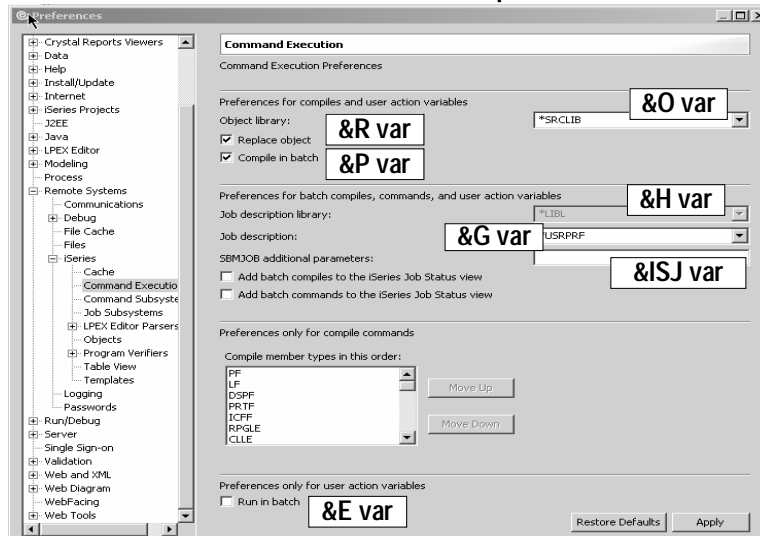 Preferences
Crystal Reports Viewers
Data
Help
Install/Update
Internet
iSeries Projects
J2EE
Java
LPEX Editor
Modeling
Process
Remote Systems
Communications
Debug
File Cache
Files
iSeries
Cache
Command Executio
Command Subsyste
Job Subsystems
LPEX Editor Parsers
Objects
Program Verifiers
Table View
Templates
Logging
Passwords
Run/Debug
Server
Single Sign-on
Validation
Web and XML
Web Diagram
WebFacing
Web Tools
Command Execution
Command Execution Preferences
Preferences for compiles and user action variables
&O var
Object library:
*SRCLIB
&R var
Replace object
Compile in batch
&P var
Preferences for batch compiles, commands, and user action variables
&H var
Job description library:
*LIBL
&G var
Job description:
*USRPRF
SBMJOB additional parameters:
&ISJ var
Add batch compiles to the iSeries Job Status view
Add batch commands to the iSeries Job Status view
Preferences only for compile commands
Compile member types in this order:
PF
LF
DSPF
PRTF
ICFF
RPGLE
CLLE
Move Up
Move Down
Preferences only for user action variables
Run in batch
&E var
Restore Defaults
Apply